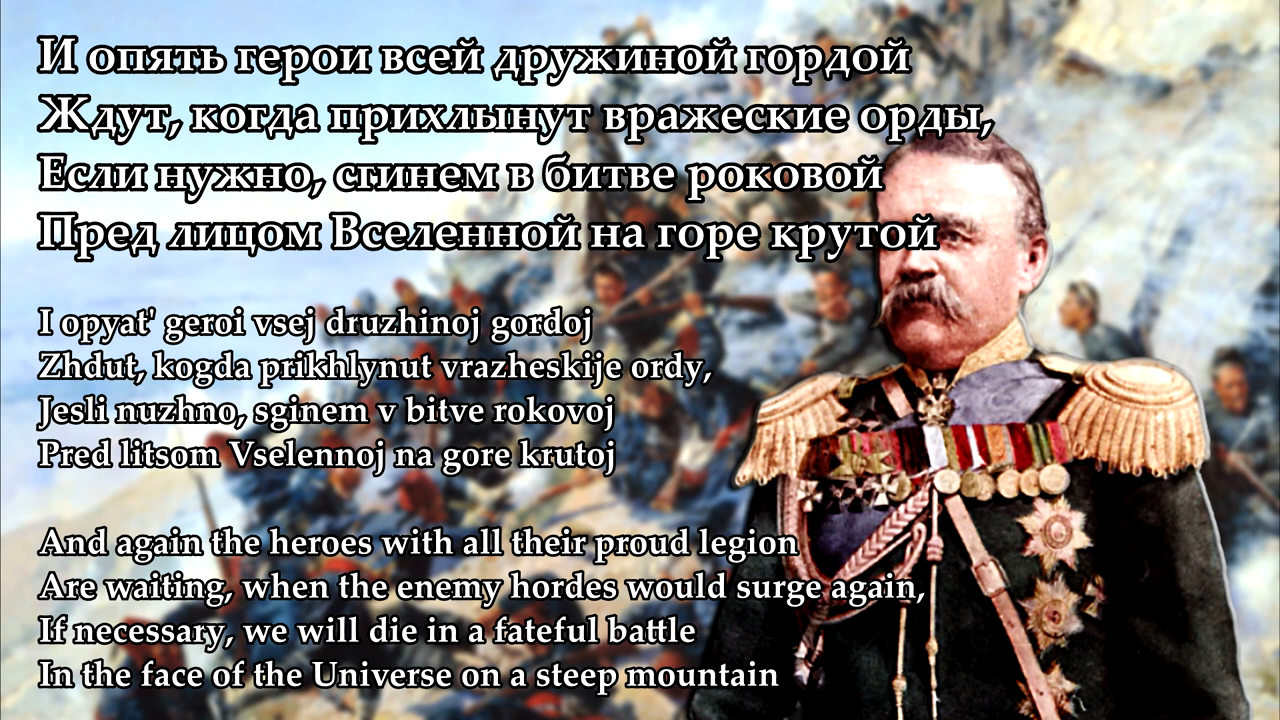 И опять герои всей дружиной гордой
Ждут, когда прихлынут вражеские орды,
Если нужно, сгинем в битве роковой
Пред лицом Вселенной на горе крутой
I opyat' geroi vsej druzhinoj gordoj
Zhdut, kogda prikhlynut vrazheskije ordy,
Jesli nuzhno, sginem v bitve rokovoj
Pred litsom Vselennoj na gore krutoj
And again the heroes with all their proud legion
Are waiting, when the enemy hordes would surge again,
If necessary, we will die in a fateful battle
In the face of the Universe on a steep mountain